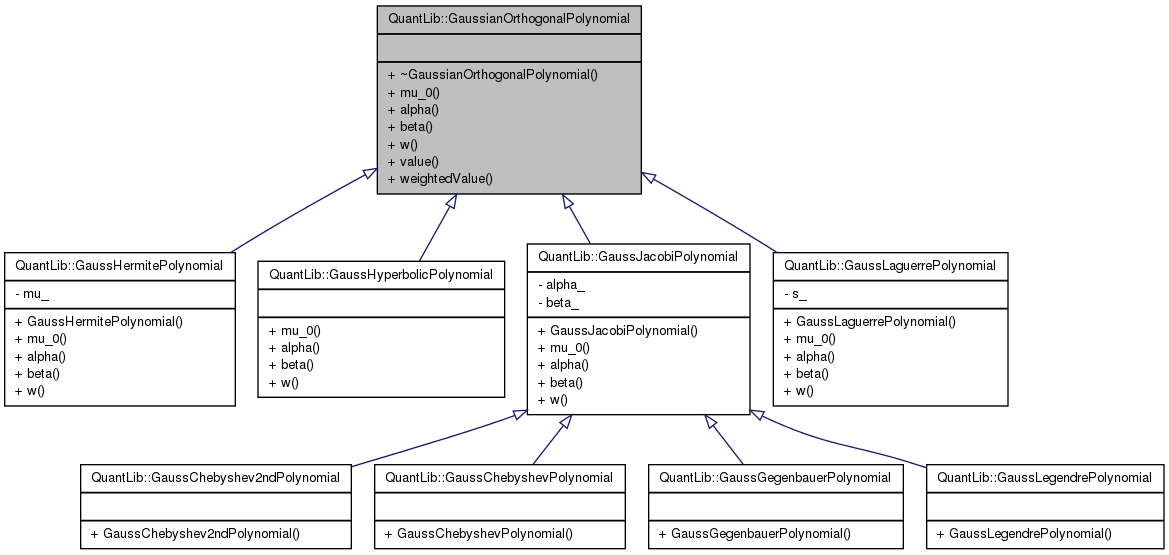 QuantLib::GaussianOrthogonalPolynomial
+ ~GaussianOrthogonalPolynomial()
+ mu_0()
+ alpha()
+ beta()
+ w()
+ value()
+ weightedValue()
QuantLib::GaussHermitePolynomial
- mu_
+ GaussHermitePolynomial()
+ mu_0()
+ alpha()
+ beta()
+ w()
QuantLib::GaussHyperbolicPolynomial
+ mu_0()
+ alpha()
+ beta()
+ w()
QuantLib::GaussJacobiPolynomial
- alpha_
- beta_
+ GaussJacobiPolynomial()
+ mu_0()
+ alpha()
+ beta()
+ w()
QuantLib::GaussLaguerrePolynomial
- s_
+ GaussLaguerrePolynomial()
+ mu_0()
+ alpha()
+ beta()
+ w()
QuantLib::GaussChebyshev2ndPolynomial
+ GaussChebyshev2ndPolynomial()
QuantLib::GaussChebyshevPolynomial
+ GaussChebyshevPolynomial()
QuantLib::GaussGegenbauerPolynomial
+ GaussGegenbauerPolynomial()
QuantLib::GaussLegendrePolynomial
+ GaussLegendrePolynomial()